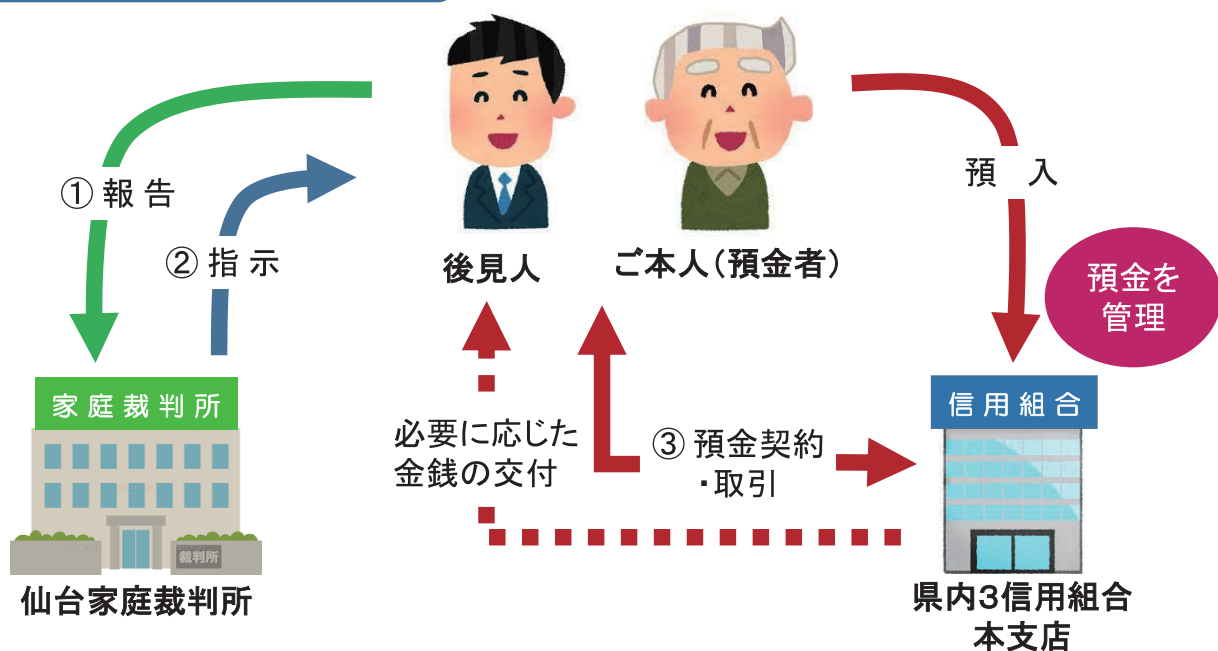 ① 報 告
② 指 示
後見人
ご本人（預金者）
預 入
預金を
管理
家庭裁判所
裁判所
仙台家庭裁判所
必要に応じた
金銭の交付
③ 預金契約
・取引
信用組合
県内3信用組合
本支店